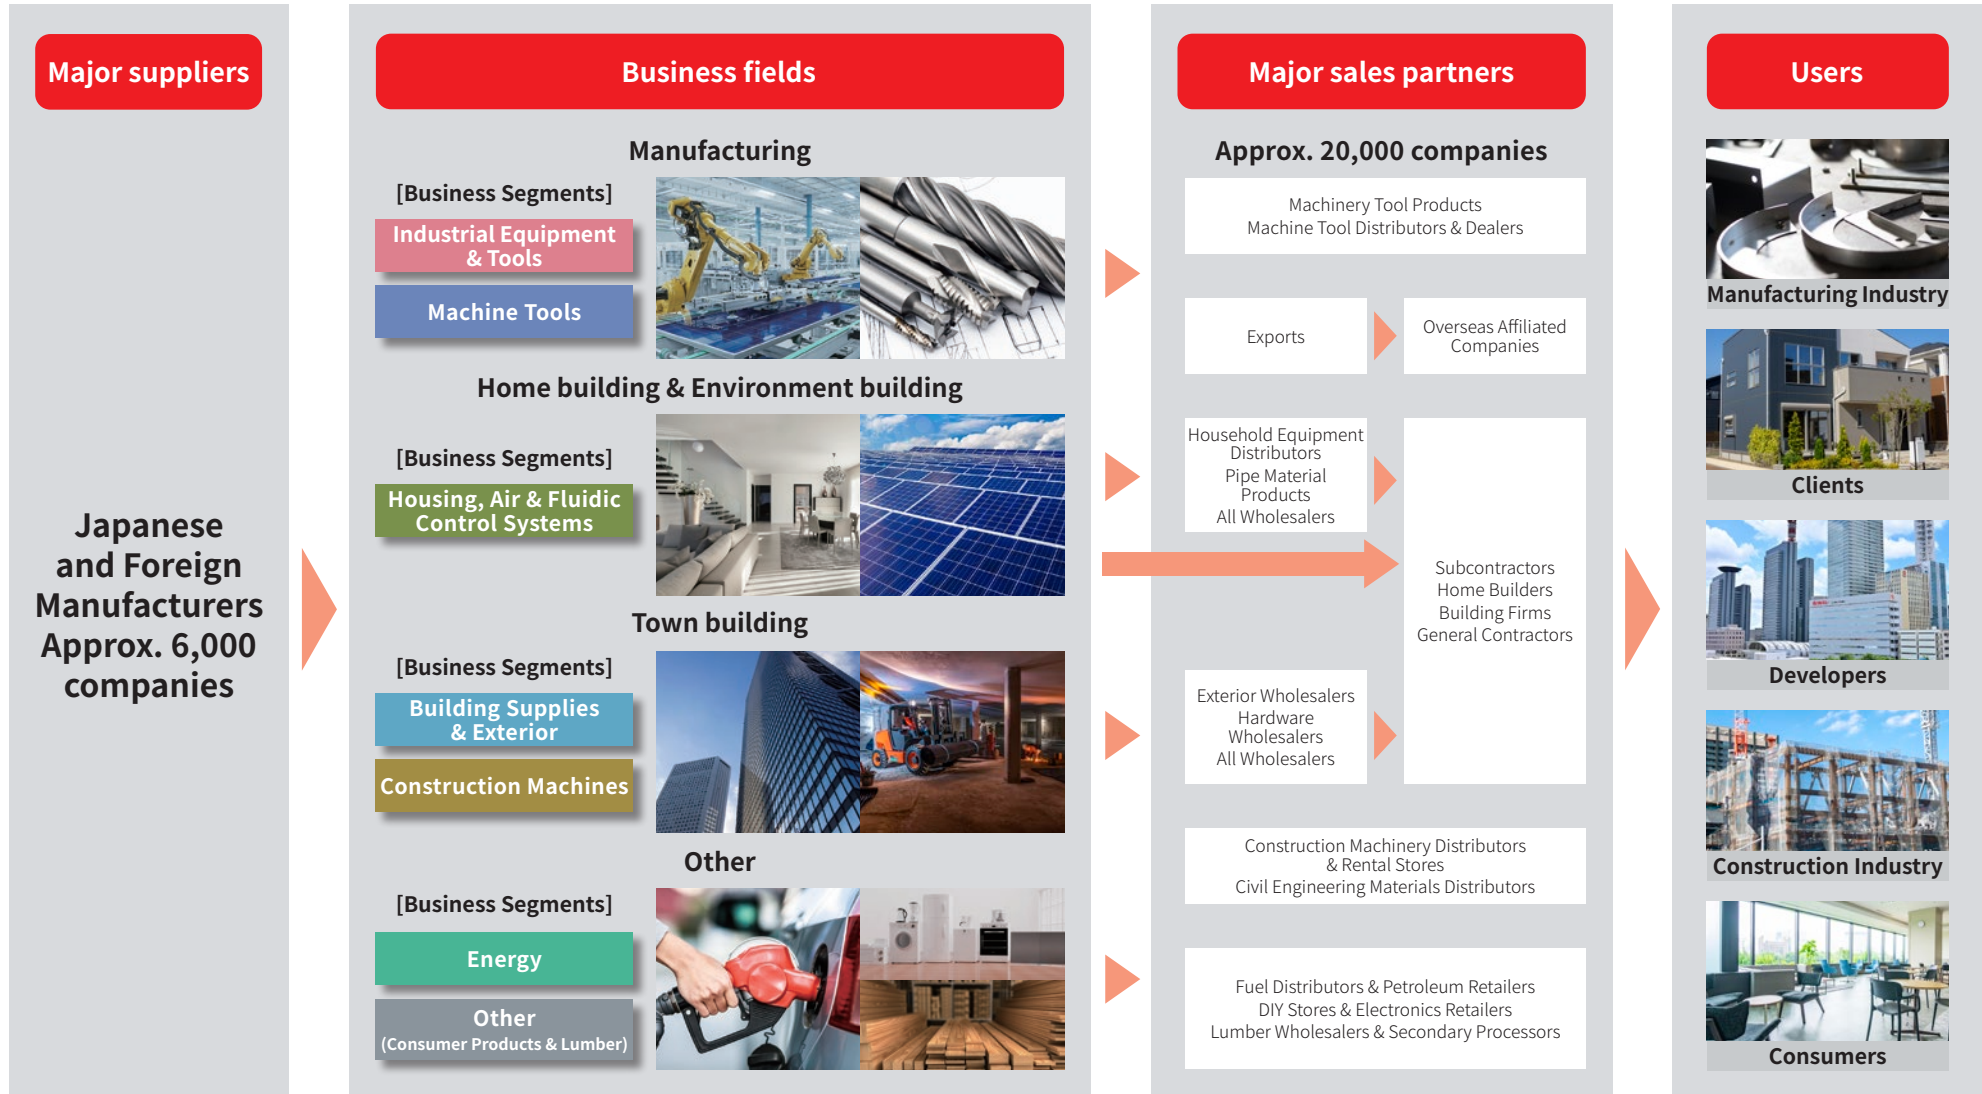 Major suppliers
Japanese
and Foreign
Manufacturers
Approx. 6,000
companies
Business fields
Manufacturing
[Business Segments]
Industrial Equipment
& Tools
Machine Tools
Home building & Environment building
[Business Segments]
Housing, Air & Fluidic
Control Systems
Town building
[Business Segments]
Building Supplies
& Exterior
Construction Machines
Other
[Business Segments]
Energy
Other
(Consumer Products & Lumber)
Major sales partners
Approx. 20,000 companies
Machinery Tool Products
Machine Tool Distributors & Dealers
Exports
Overseas Affiliated
Companies
Household Equipment
Distributors
Pipe Material
Products
All Wholesalers
Subcontractors
Home Builders
Building Firms
General Contractors
Exterior Wholesalers
Hardware
Wholesalers
All Wholesalers
Construction Machinery Distributors
& Rental Stores
Civil Engineering Materials Distributors
Fuel Distributors & Petroleum Retailers
DIY Stores & Electronics Retailers
Lumber Wholesalers & Secondary Processors
Users
Manufacturing Industry
Clients
Developers
Construction Industry
Consumers